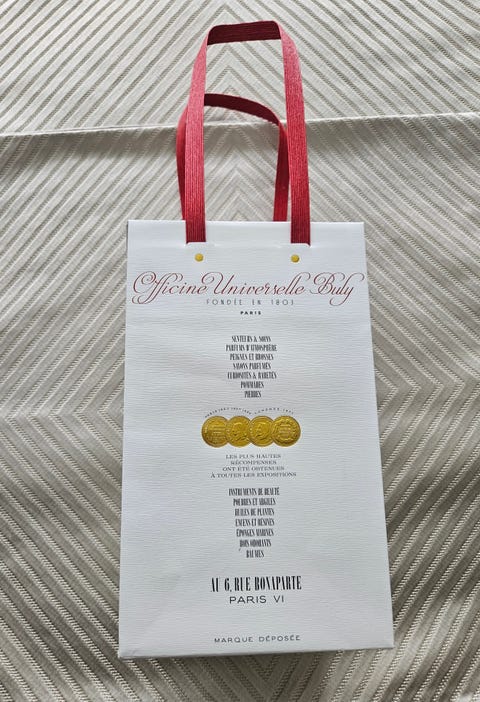 Officine Universelle Buly
FONDÉE EN 1803
PARIS
SENTEURS & SOINS
PARFUMS D'ATMOSPHÈRE
PEIGNES ET BROSSES
SAVONS PARFUMÉS
CURIOSITÉS & RARETÉS
POMMADES
PIERRES
LES PLUS HAUTES
RÉCOMPENSES
ONT ÉTÉ OBTENUES
À TOUTES LES EXPOSITIONS
INSTRUMENTS DE BEAUTÉ
POUDRES ET ARGILES
HUILES DE PLANTES
ENCENS ET RÉSINES
ÉPONGES MARINES
BOIS ODORANTS
BAUMES
AU 6, RUE BONAPARTE
PARIS VI
MARQUE DÉPOSÉE